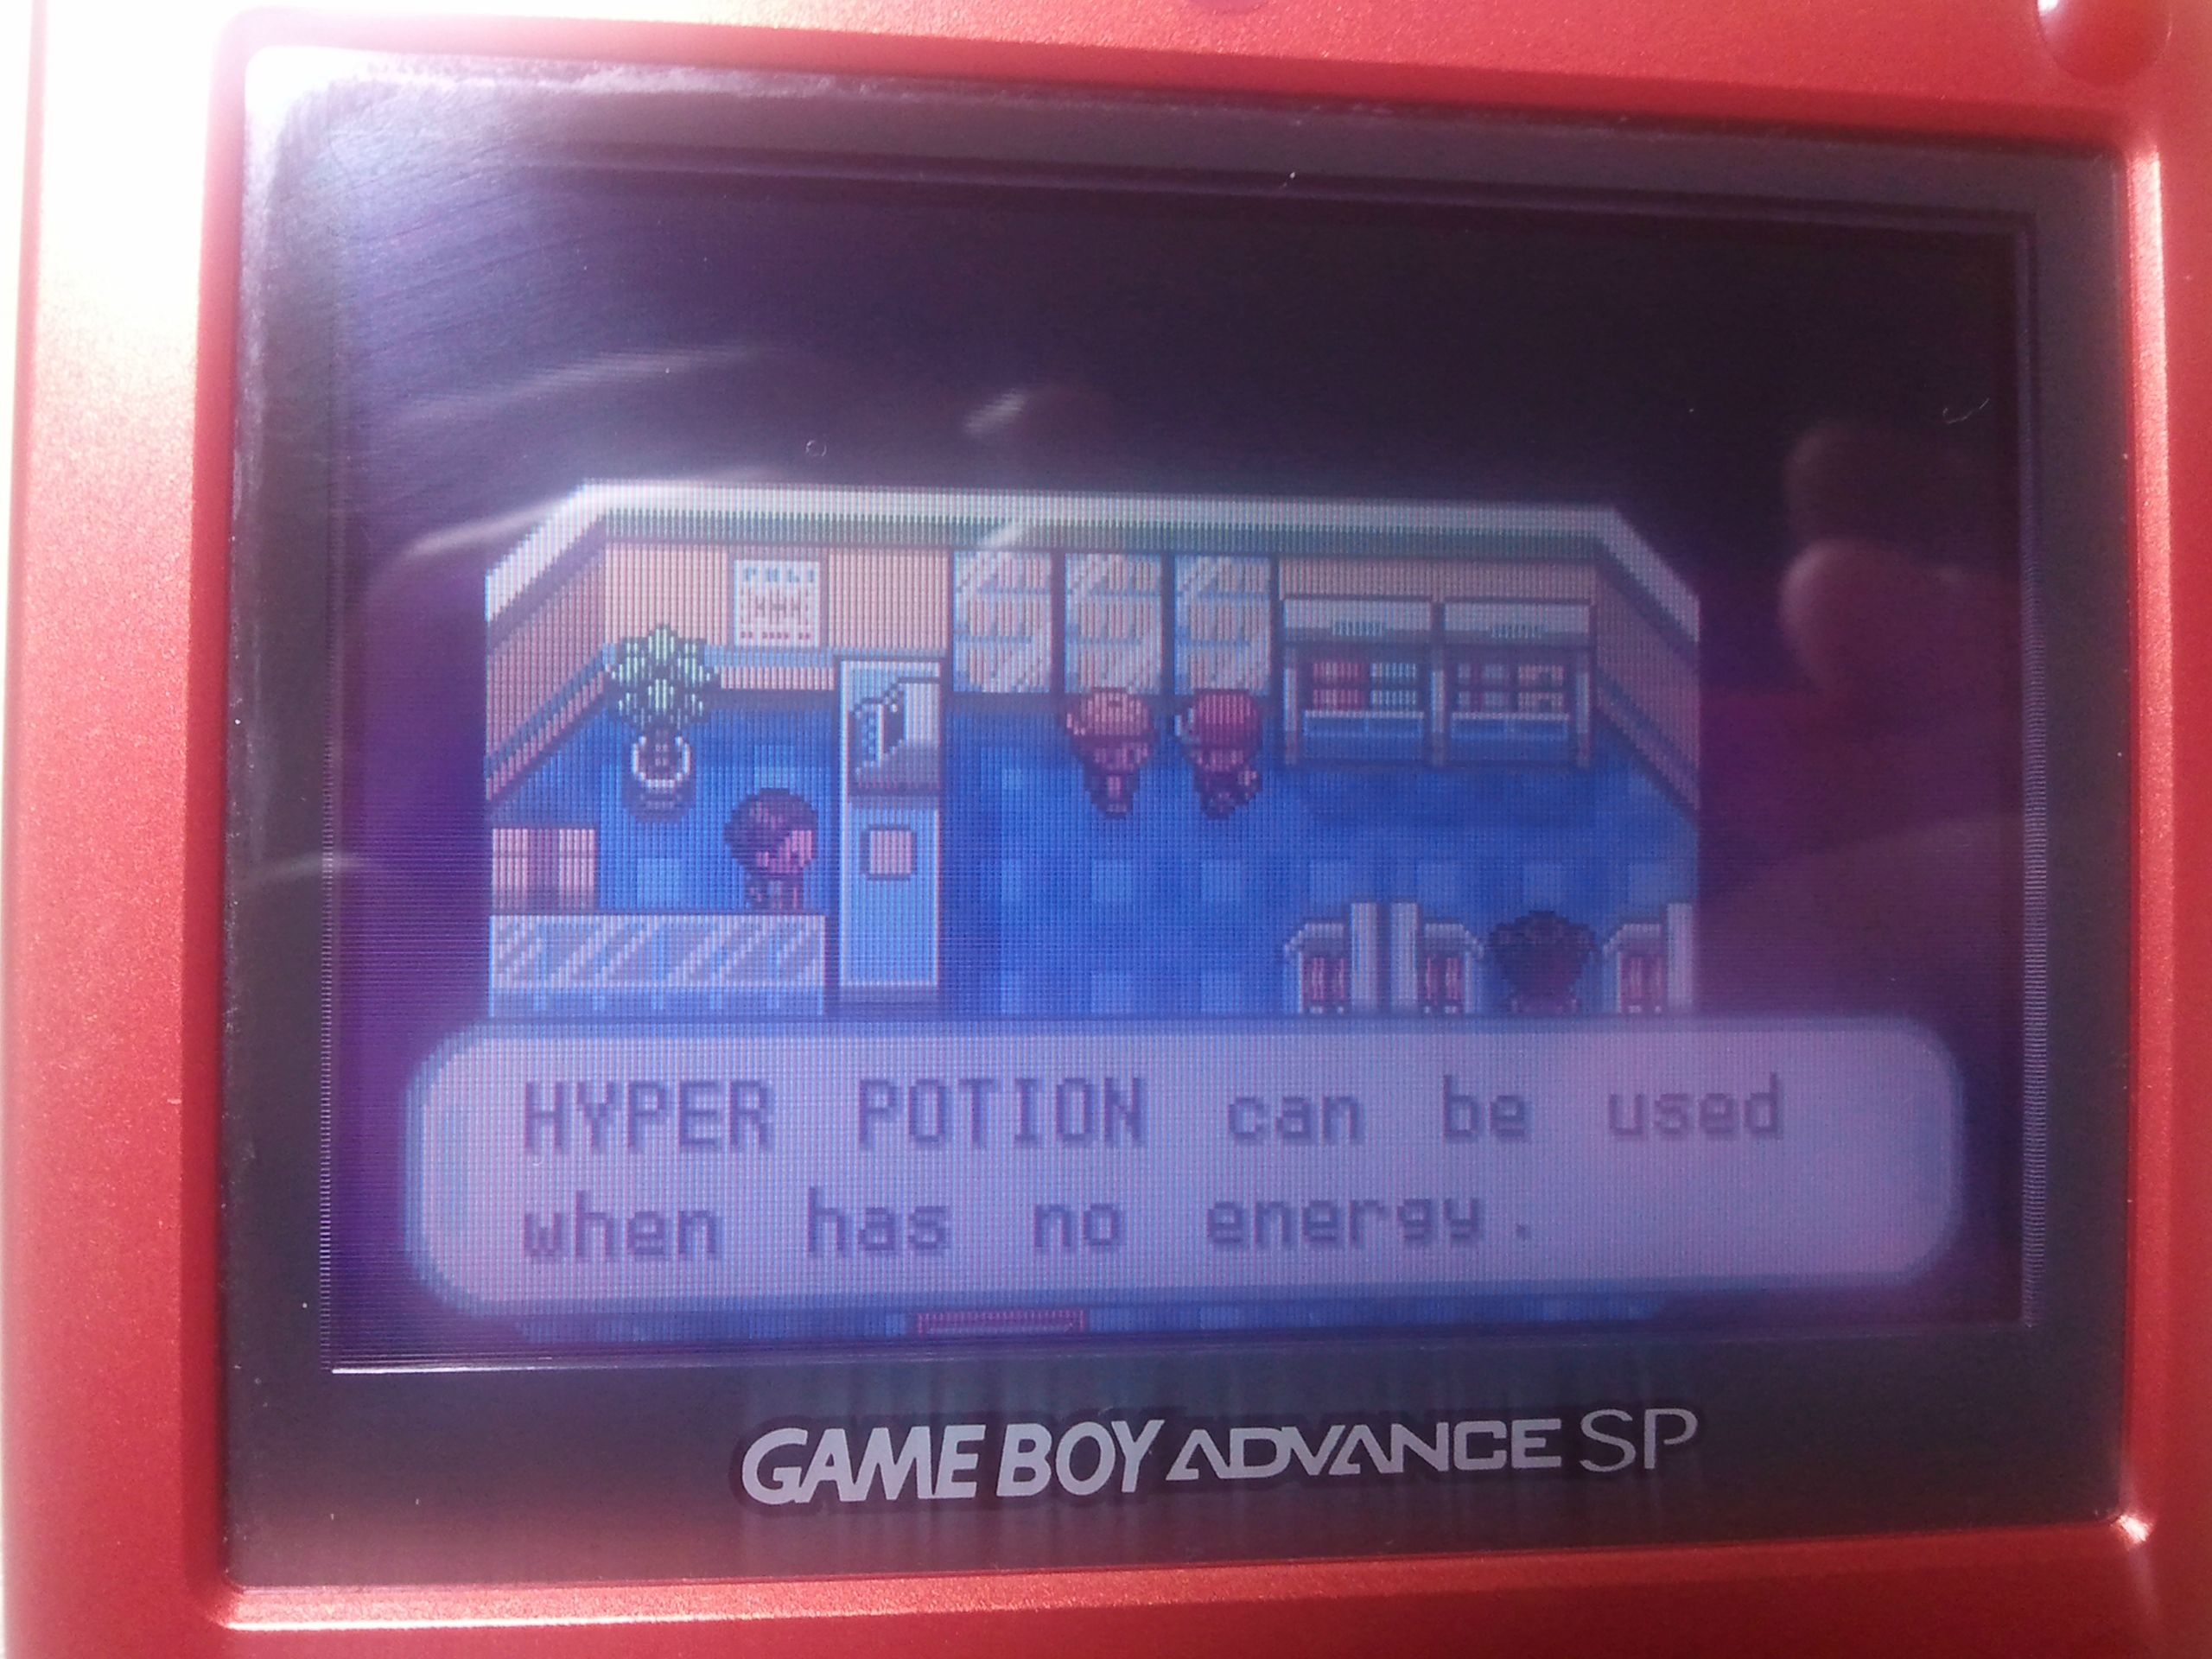 HYPER POTION can be used
when has no energy.
GAME BOY ADVANCE SP